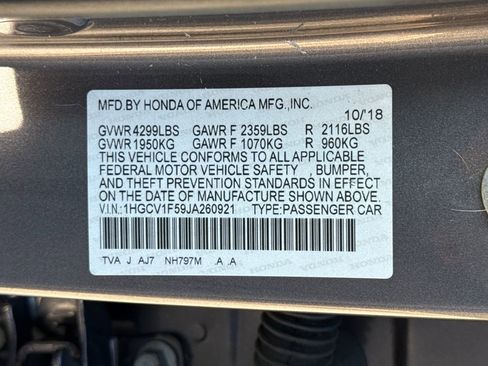 MFD. BY HONDA OF AMERICA MFG., INC.
10/18
GVWR 4299LBS GAWR F 2359LBS R 2116LBS
GVWR 1950KG GAWR F 1070KG R 960KG
THIS VEHICLE CONFORMS TO ALL APPLICABLE
FEDERAL MOTOR VEHICLE SAFETY , BUMPER,
AND THEFT PREVENTION STANDARDS IN EFFECT
ON THE DATE OF MANUFACTURE SHOWN ABOVE.
V.I.N.: 1HGCV1F59JA260921 TYPE:PASSENGER CAR
TVA J AJ7 NH797M .A .A